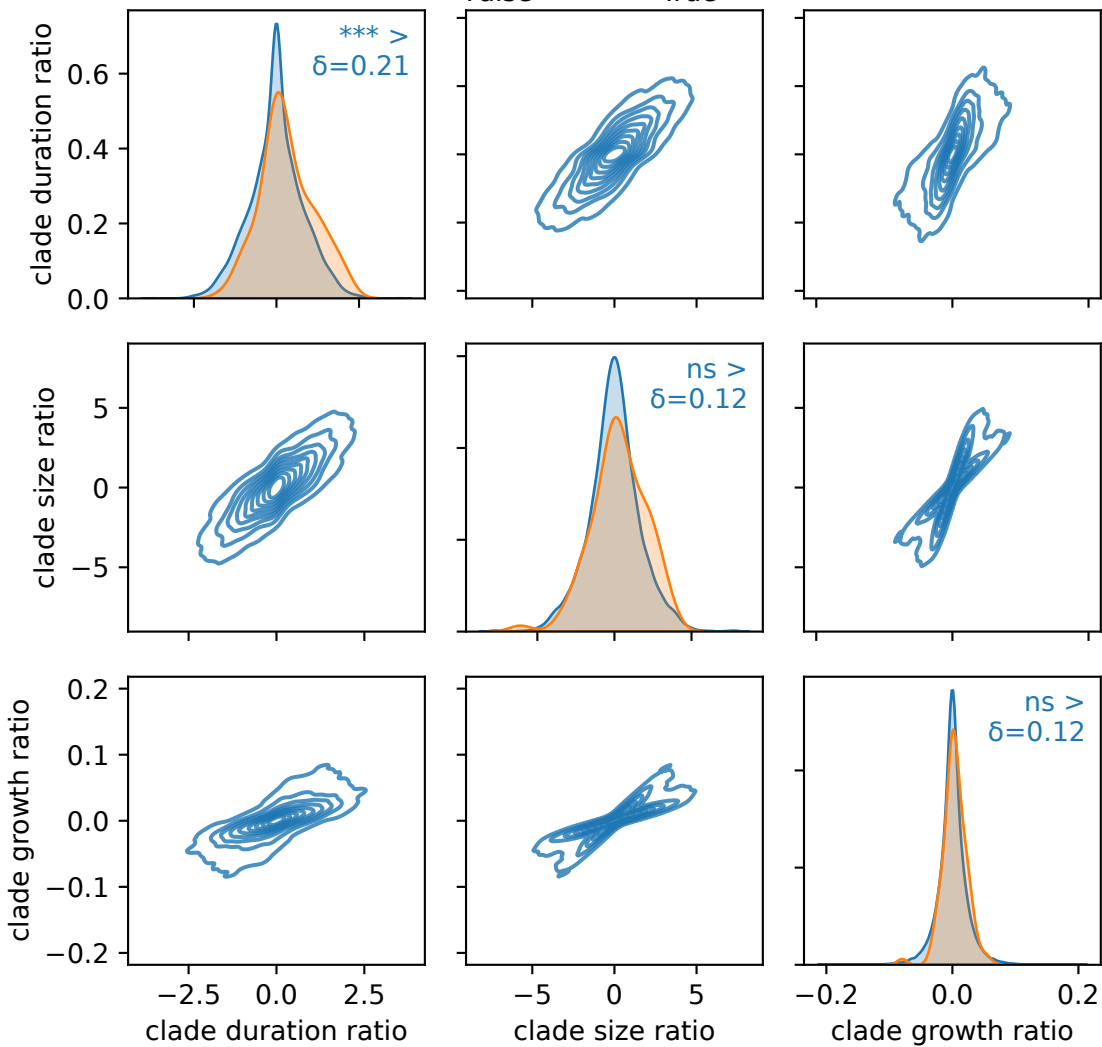 clade duration ratio
0.6
0.4
0.2
0.0
*** >
δ=0.21
clade size ratio
5
0
−5
ns >
δ=0.12
clade growth ratio
0.2
0.1
0.0
−0.1
−0.2
ns >
δ=0.12
−2.5 0.0 2.5
−5 0 5
−0.2 0.0 0.2
clade duration ratio
clade size ratio
clade growth ratio